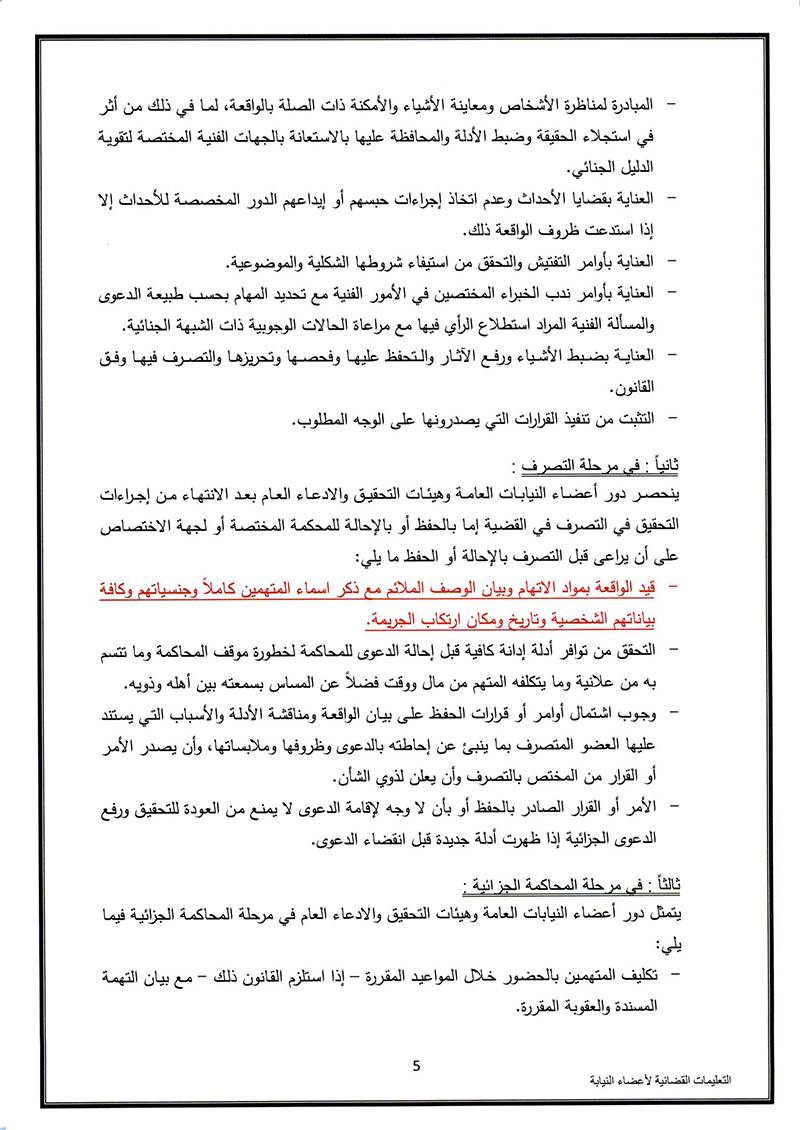 – المبادرة لمناظرة الأشخاص ومعاينة الأشياء والأمكنة ذات الصلة بالواقعة، لما في ذلك من أثر
في استجلاء الحقيقة وضبط الأدلة والمحافظة عليها بالاستعانة بالجهات الفنية المختصة لتقوية
الدليل الجنائي.
– العناية بقضايا الأحداث وعدم اتخاذ إجراءات حبسهم أو إيداعهم الدور المخصصة للأحداث إلا
إذا استدعت ظروف الواقعة ذلك.
– العناية بأوامر التفتيش والتحقق من استيفاء شروطها الشكلية والموضوعية.
– العناية بأوامر ندب الخبراء المختصين في الأمور الفنية مع تحديد المهام بحسب طبيعة الدعوى
والمسألة الفنية المراد استطلاع الرأي فيها مع مراعاة الحالات الوجوبية ذات الشبهة الجنائية.
– العناية بضبط الأشياء ورفع الآثار والتحفظ عليها وفحصها وتحريزها والتصرف فيها وفق
القانون.
– التثبت من تنفيذ القرارات التي يصدرونها على الوجه المطلوب.
ثانياً : في مرحلة التصرف :
ينحصر دور أعضاء النيابات العامة وهيئات التحقيق والادعاء العام بعد الانتهاء من إجراءات
التحقيق في التصرف في القضية إما بالحفظ أو بالإحالة للمحكمة المختصة أو لجهة الاختصاص
على أن يراعى قبل التصرف بالإحالة أو الحفظ ما يلي:
– قيد الواقعة بمواد الاتهام وبيان الوصف الملائم مع ذكر اسماء المتهمين كاملاً وجنسياتهم وكافة
بياناتهم الشخصية وتاريخ ومكان ارتكاب الجريمة.
– التحقق من توافر أدلة إدانة كافية قبل إحالة الدعوى للمحاكمة لخطورة موقف المحاكمة وما تتسم
به من علانية وما يتكلفه المتهم من مال ووقت فضلاً عن المساس بسمعته بين أهله وذويه.
– وجوب اشتمال أوامر أو قرارات الحفظ على بيان الواقعة ومناقشة الأدلة والأسباب التي يستند
عليها العضو المتصرف بما ينبئ عن إحاطته بالدعوى وظروفها وملابساتها، وأن يصدر الأمر
أو القرار من المختص بالتصرف وأن يعلن لذوي الشأن.
– الأمر أو القرار الصادر بالحفظ أو بأن لا وجه لإقامة الدعوى لا يمنع من العودة للتحقيق ورفع
الدعوى الجزائية إذا ظهرت أدلة جديدة قبل انقضاء الدعوى.
ثالثاً : في مرحلة المحاكمة الجزائية :
يتمثل دور أعضاء النيابات العامة وهيئات التحقيق والادعاء العام في مرحلة المحاكمة الجزائية فيما
يلي:
– تكليف المتهمين بالحضور خلال المواعيد المقررة – إذا استلزم القانون ذلك – مع بيان التهمة
المسندة والعقوبة المقررة.
5
التعليمات القضائية لأعضاء النيابة